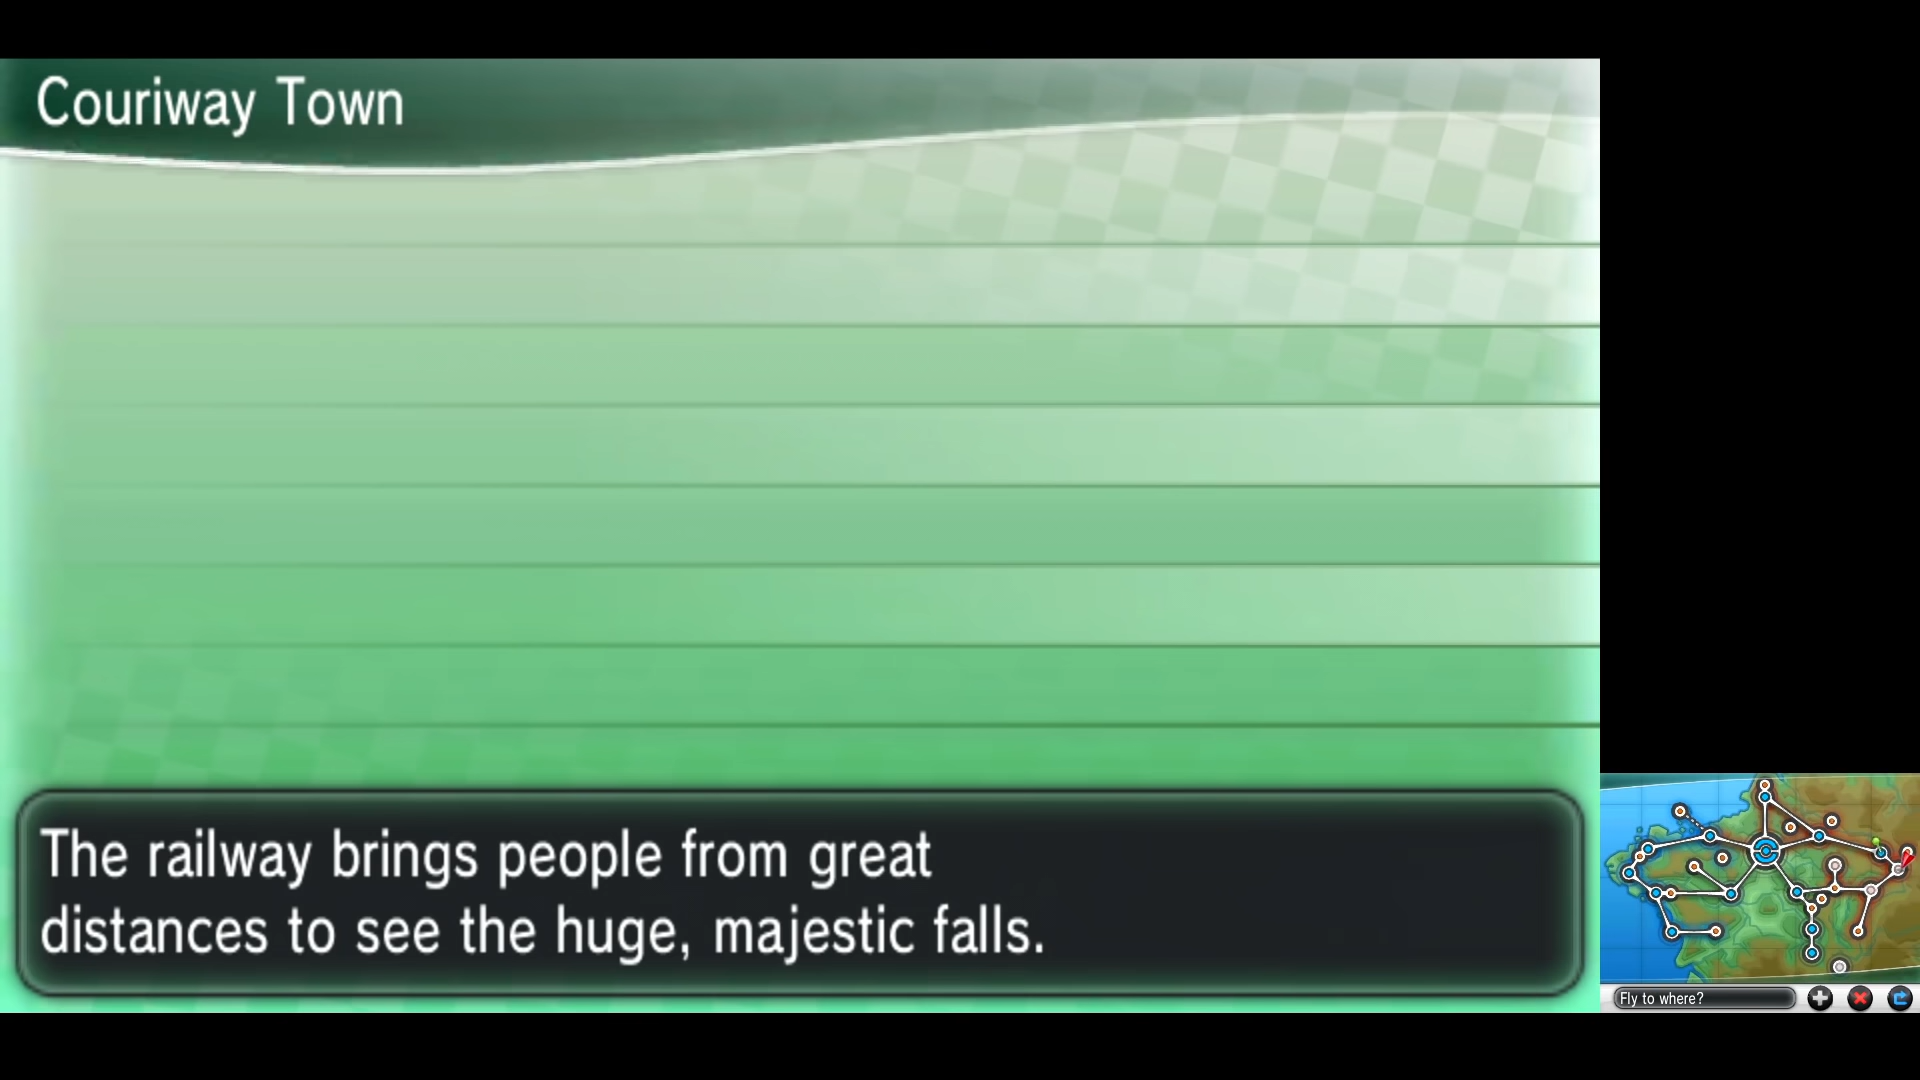 Couriway Town
The railway brings people from great
distances to see the huge, majestic falls.
Fly to where?